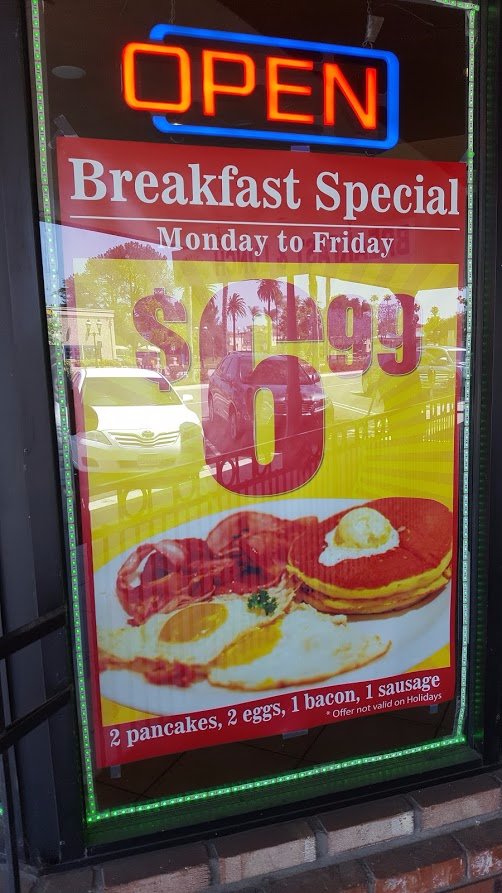 OPEN
Breakfast Special
Monday to Friday
$6.99
2 pancakes, 2 eggs, 1 bacon, 1 sausage
* Offer not valid on Holidays